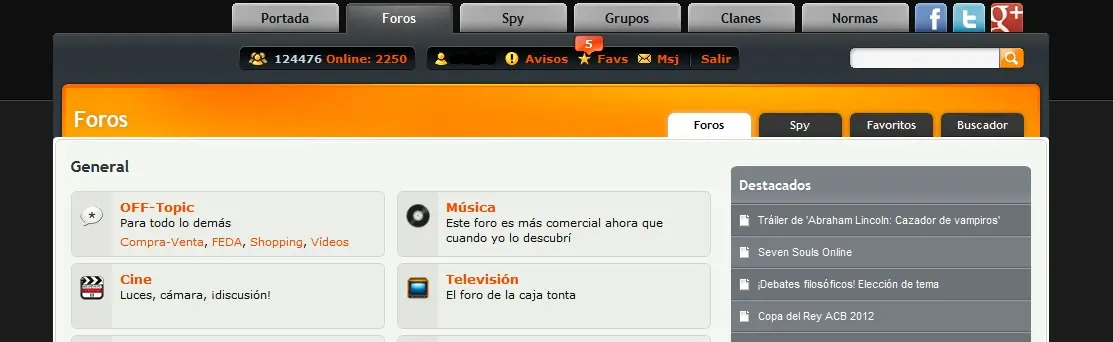 Portada Foros Spy Grupos Clanes Normas f t g+
5
124476 Online: 2250 Avisos Favs Msj Salir
Foros
Foros Spy Favoritos Buscador
General
OFF-Topic
Para todo lo demás
Compra-Venta, FEDA, Shopping, Vídeos
Música
Este foro es más comercial ahora que
cuando yo lo descubrí
Cine
Luces, cámara, ¡discusión!
Televisión
El foro de la caja tonta
Destacados
Tráiler de 'Abraham Lincoln: Cazador de vampiros'
Seven Souls Online
¡Debates filosóficos! Elección de tema
Copa del Rey ACB 2012